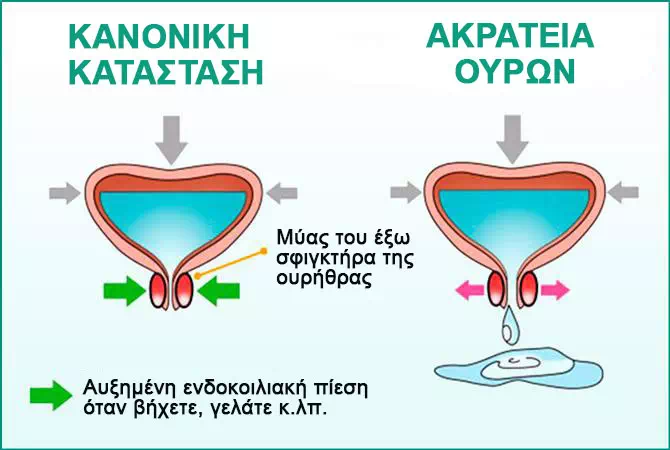 ΚΑΝΟΝΙΚΗ
ΚΑΤΑΣΤΑΣΗ
ΑΚΡΑΤΕΙΑ
ΟΥΡΩΝ
Μύας του έξω
σφιγκτήρα της
ουρήθρας
Αυξημένη ενδοκοιλιακή πίεση
όταν βήχετε, γελάτε κ.λπ.